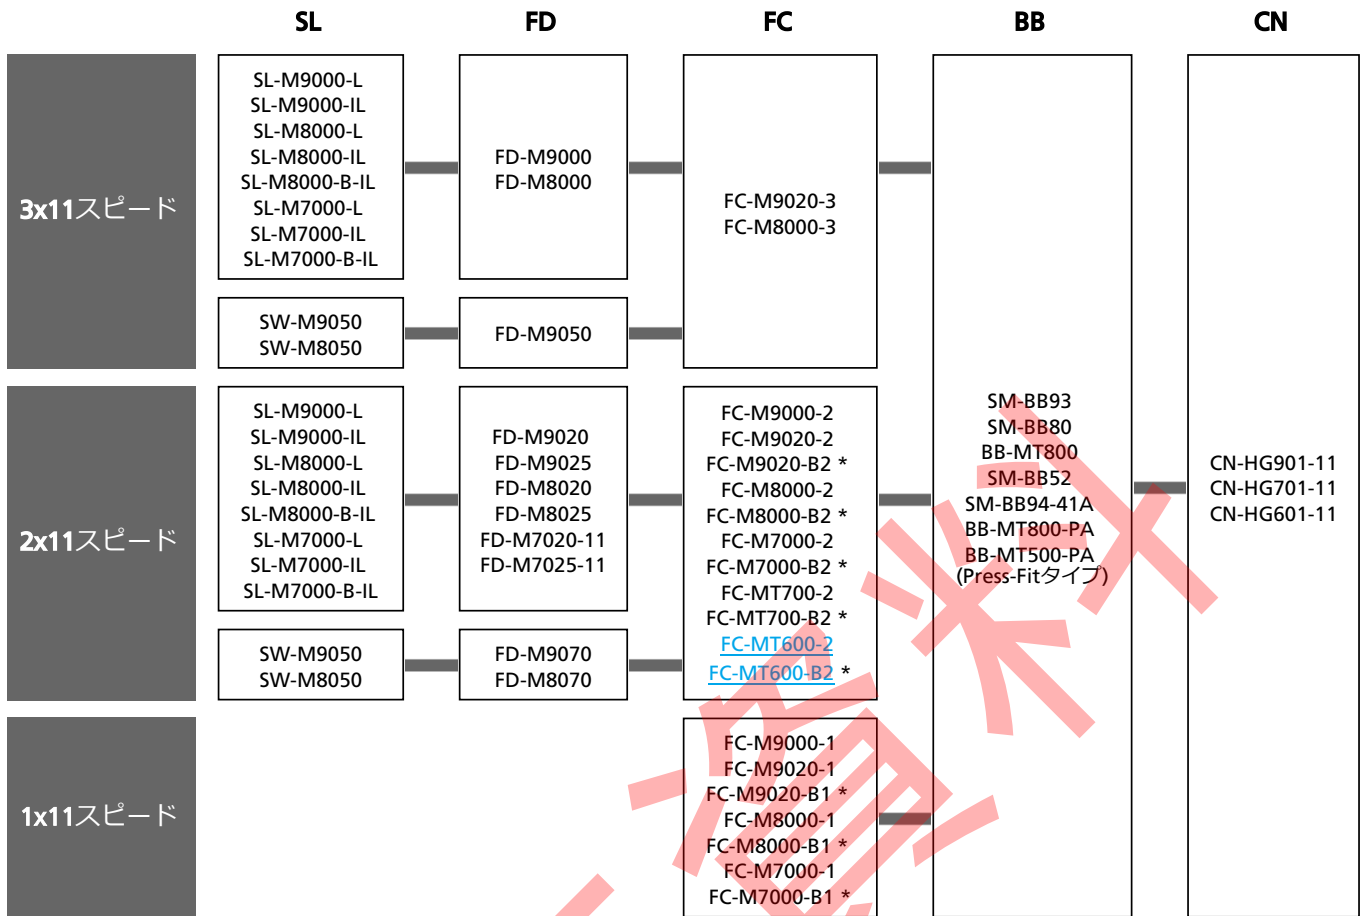 SL FD FC BB CN
3x11スピード
SL-M9000-L
SL-M9000-IL
SL-M8000-L
SL-M8000-IL
SL-M8000-B-IL
SL-M7000-L
SL-M7000-IL
SL-M7000-B-IL
FD-M9000
FD-M8000
FC-M9020-3
FC-M8000-3
SW-M9050
SW-M8050
FD-M9050
2x11スピード
SL-M9000-L
SL-M9000-IL
SL-M8000-L
SL-M8000-IL
SL-M8000-B-IL
SL-M7000-L
SL-M7000-IL
SL-M7000-B-IL
FD-M9020
FD-M9025
FD-M8020
FD-M8025
FD-M7020-11
FD-M7025-11
FC-M9000-2
FC-M9020-2
FC-M9020-B2 *
FC-M8000-2
FC-M8000-B2 *
FC-M7000-2
FC-M7000-B2 *
FC-MT700-2
FC-MT700-B2 *
FC-MT600-2
FC-MT600-B2 *
SW-M9050
SW-M8050
FD-M9070
FD-M8070
1x11スピード
FC-M9000-1
FC-M9020-1
FC-M9020-B1 *
FC-M8000-1
FC-M8000-B1 *
FC-M7000-1
FC-M7000-B1 *
SM-BB93
SM-BB80
BB-MT800
SM-BB52
SM-BB94-41A
BB-MT800-PA
BB-MT500-PA
(Press-Fitタイプ)
CN-HG901-11
CN-HG701-11
CN-HG601-11
資料